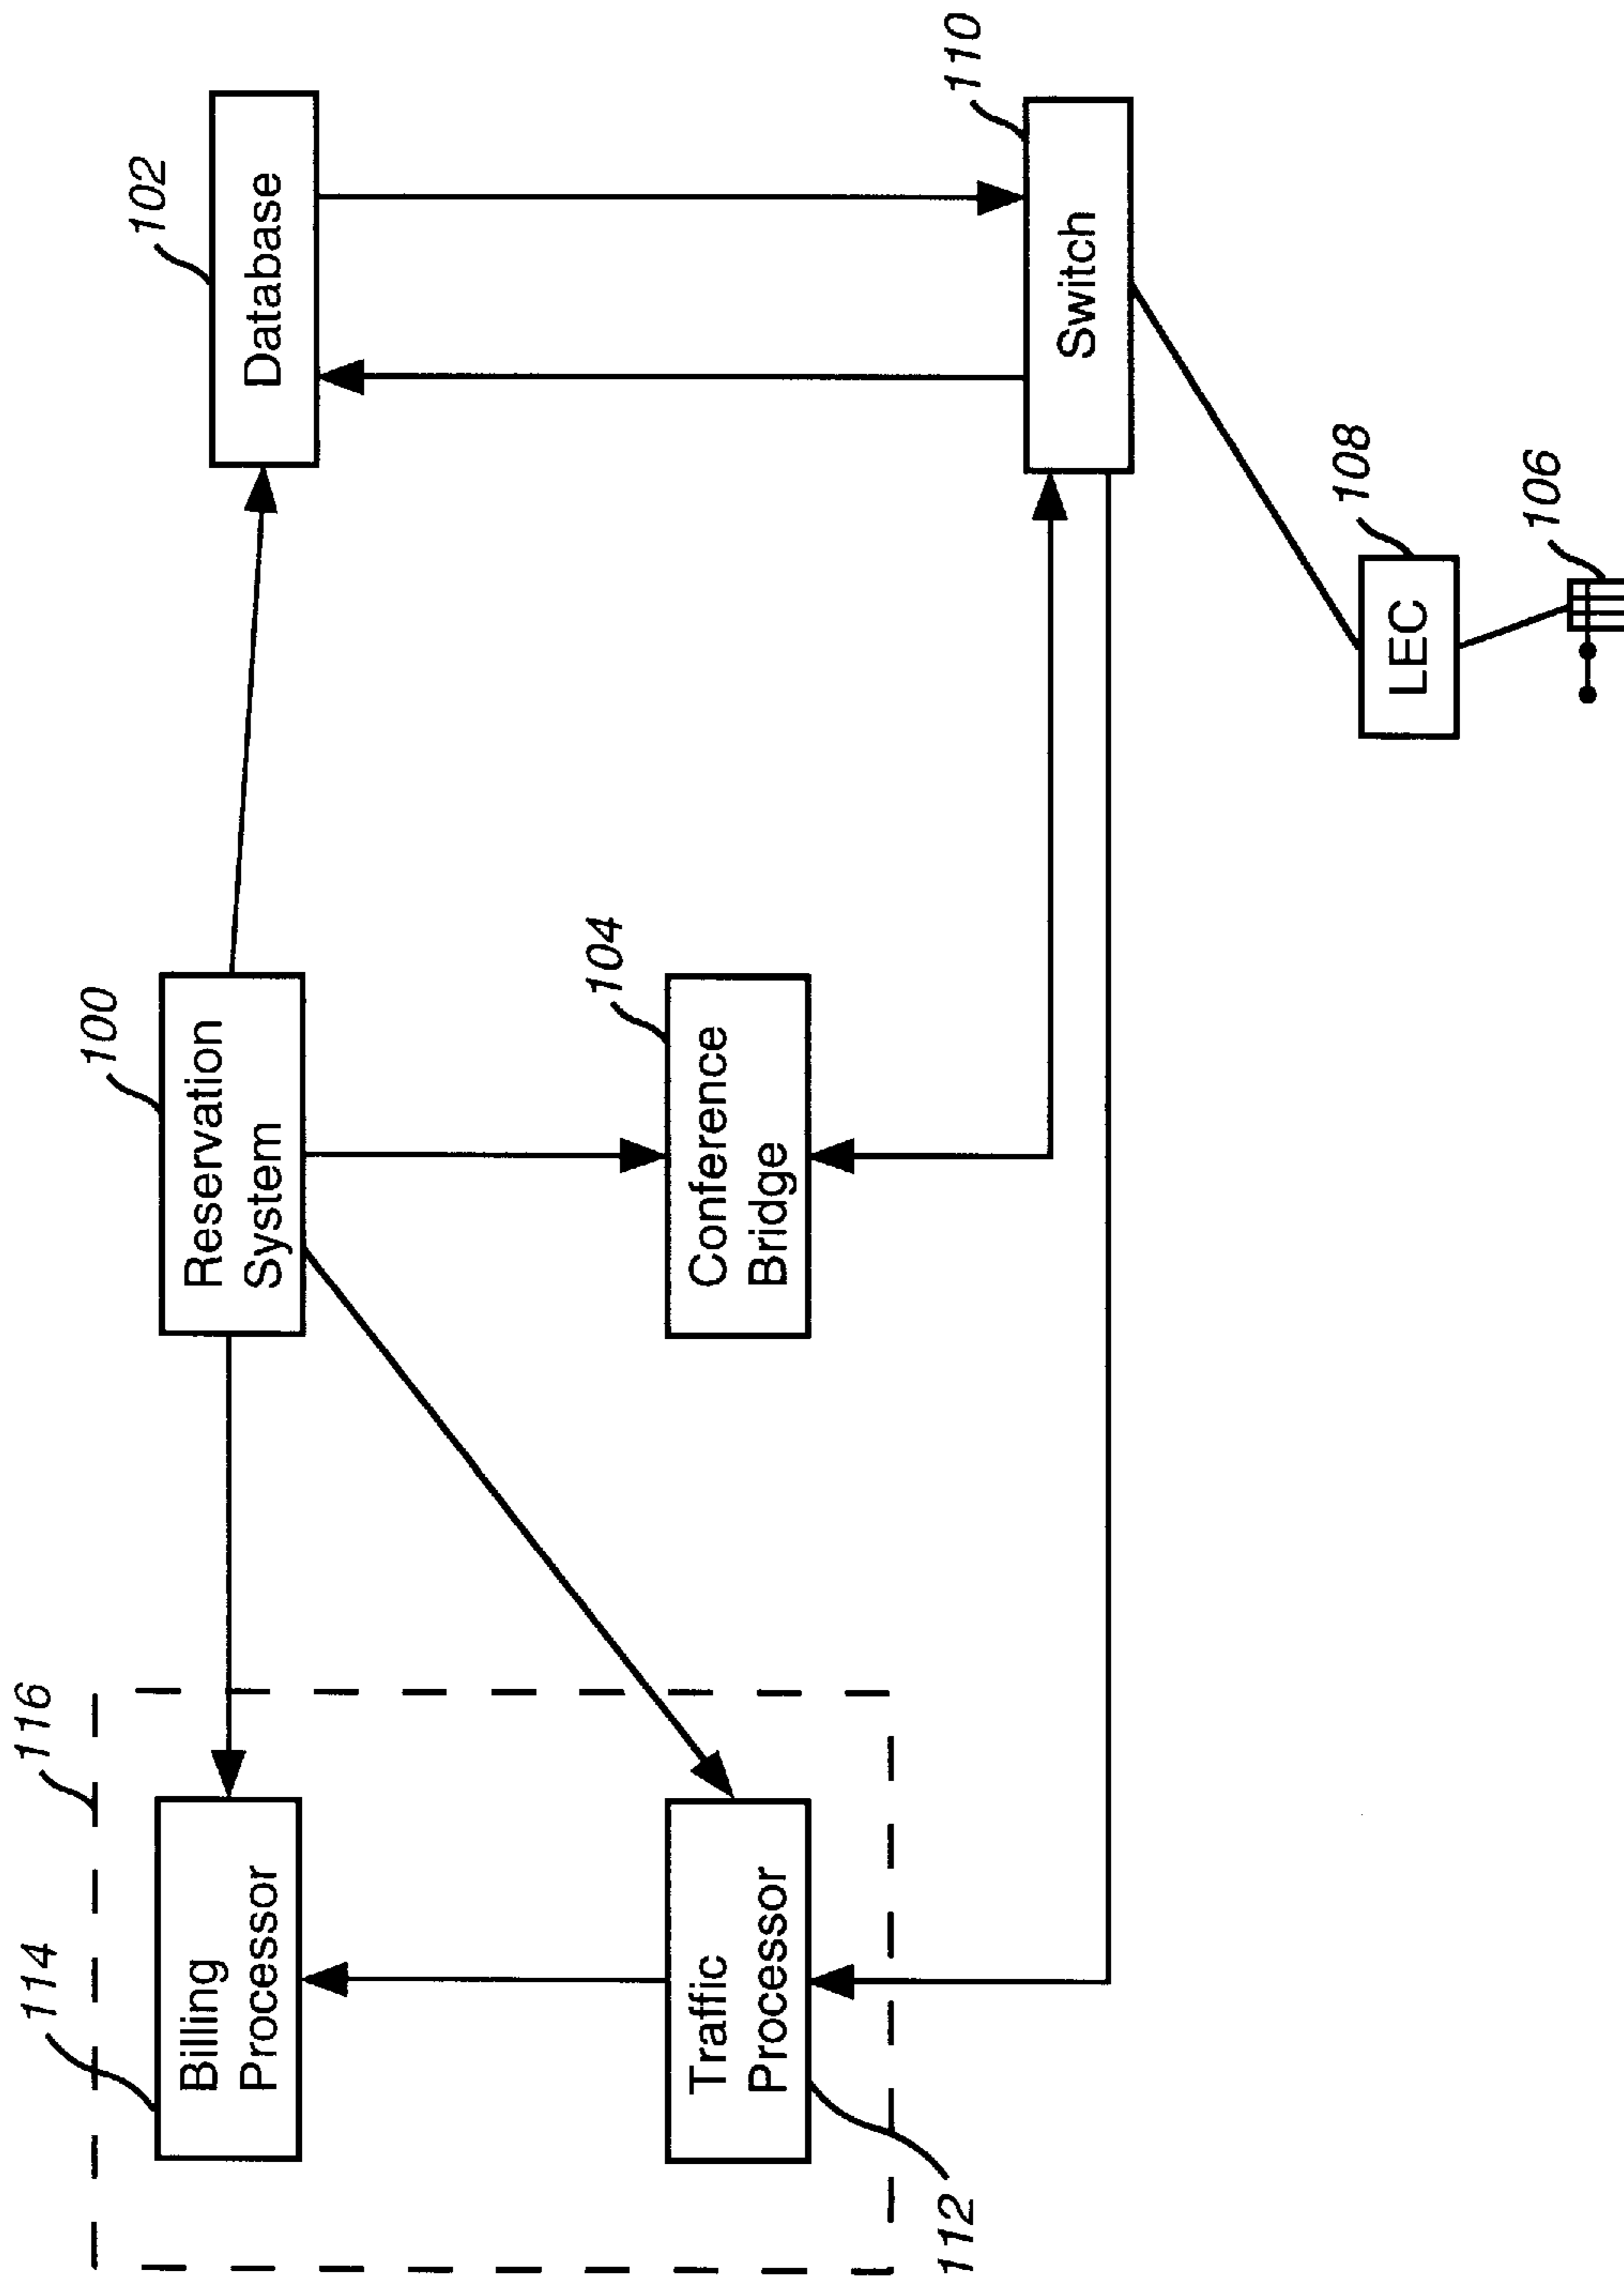 116
114
Billing
Processor
Traffic
Processor
112
100
Reservation
System
104
Conference
Bridge
102
Database
110
Switch
108
LEC
106